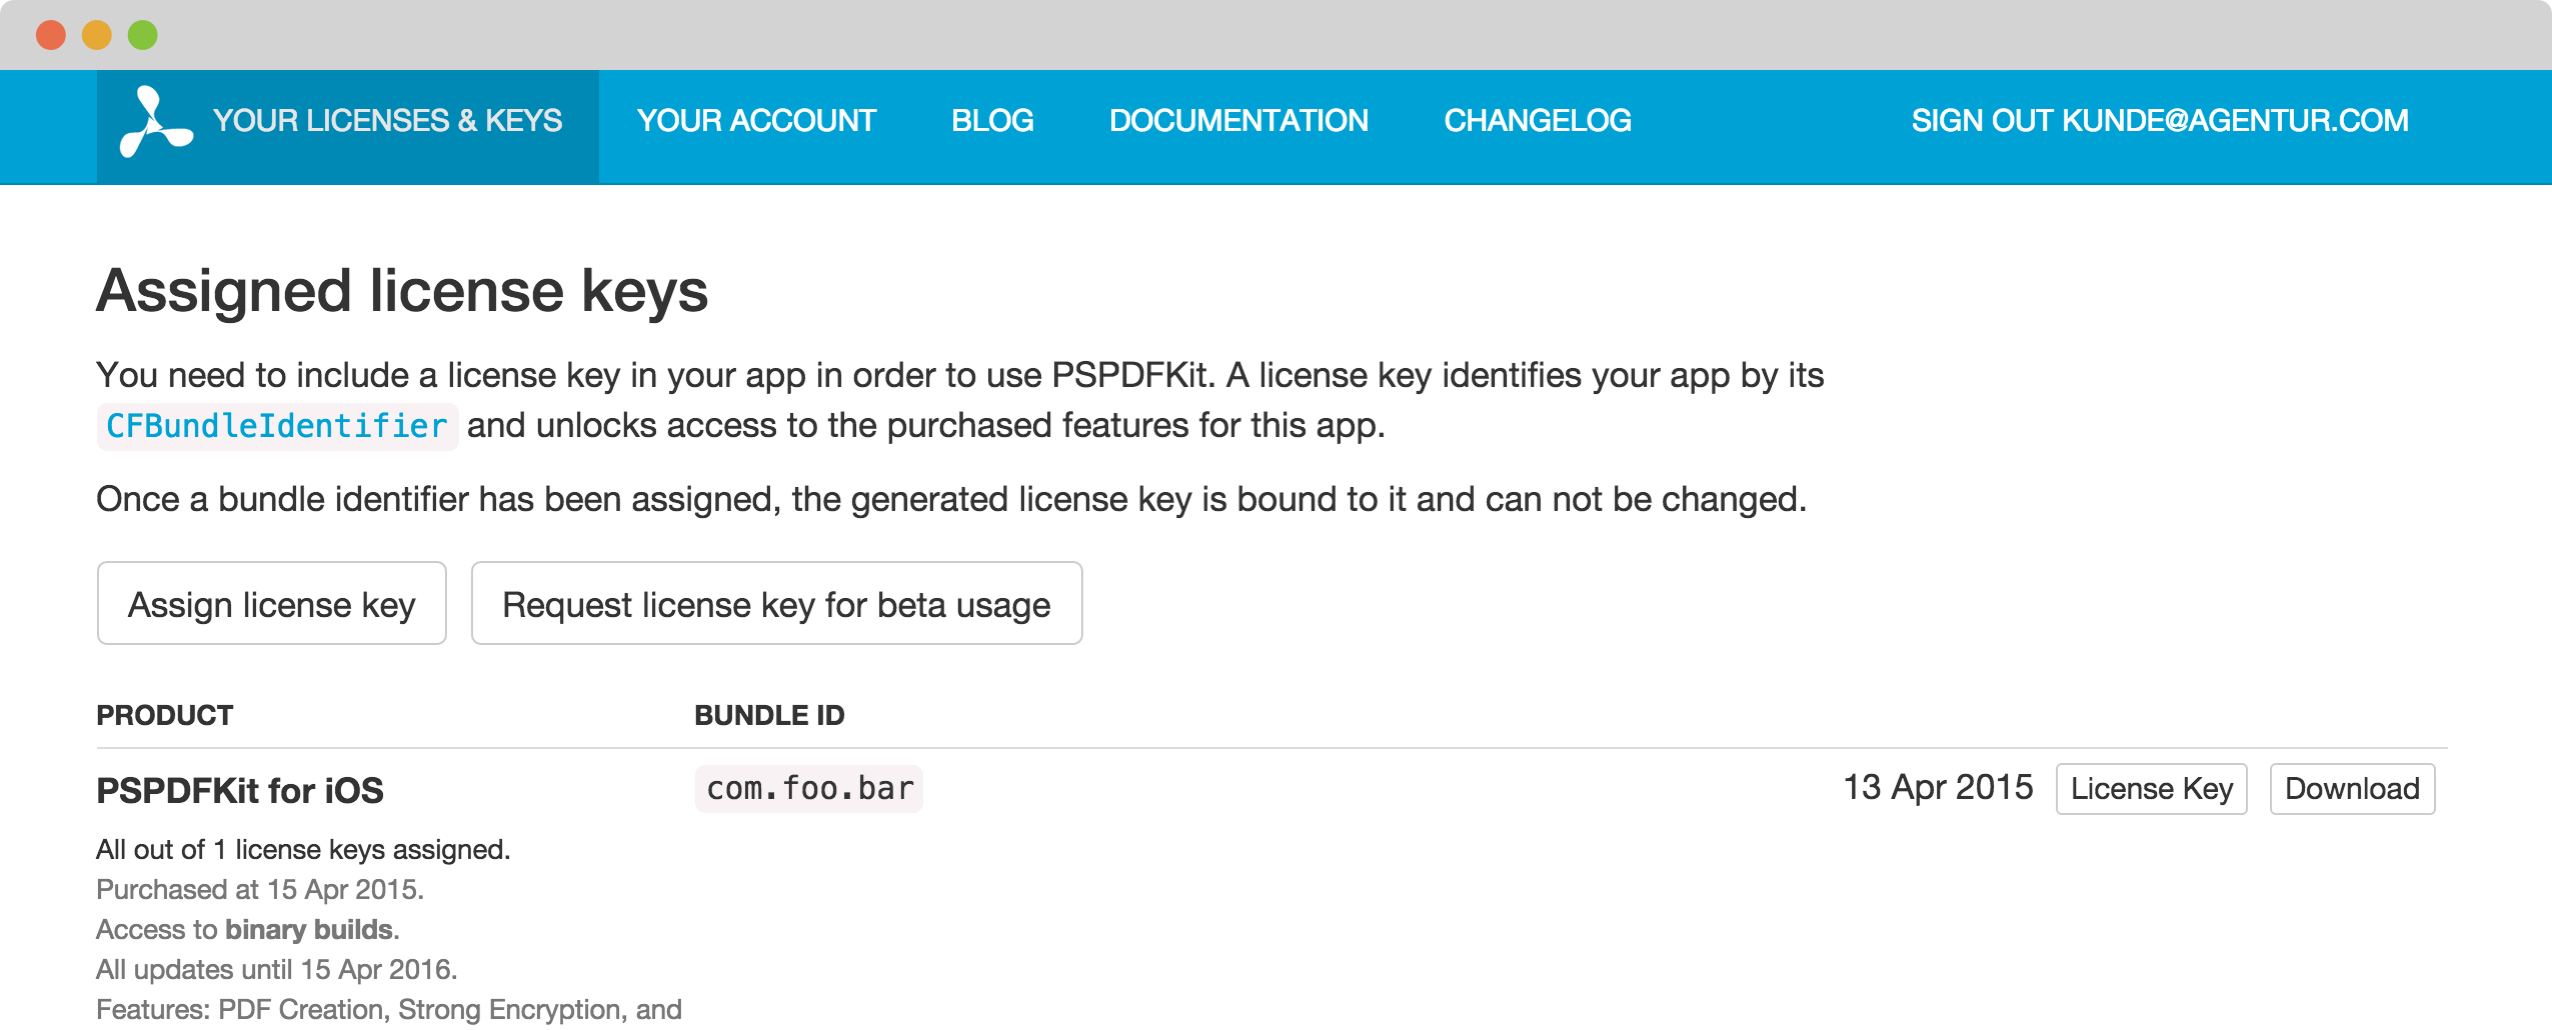 YOUR LICENSES & KEYS YOUR ACCOUNT BLOG DOCUMENTATION CHANGELOG SIGN OUT KUNDE@AGENTUR.COM
Assigned license keys
You need to include a license key in your app in order to use PSPDFKit. A license key identifies your app by its
CFBundleIdentifier and unlocks access to the purchased features for this app.
Once a bundle identifier has been assigned, the generated license key is bound to it and can not be changed.
Assign license key Request license key for beta usage
PRODUCT BUNDLE ID
PSPDFKit for iOS com.foo.bar 13 Apr 2015 License Key Download
All out of 1 license keys assigned.
Purchased at 15 Apr 2015.
Access to binary builds.
All updates until 15 Apr 2016.
Features: PDF Creation, Strong Encryption, and